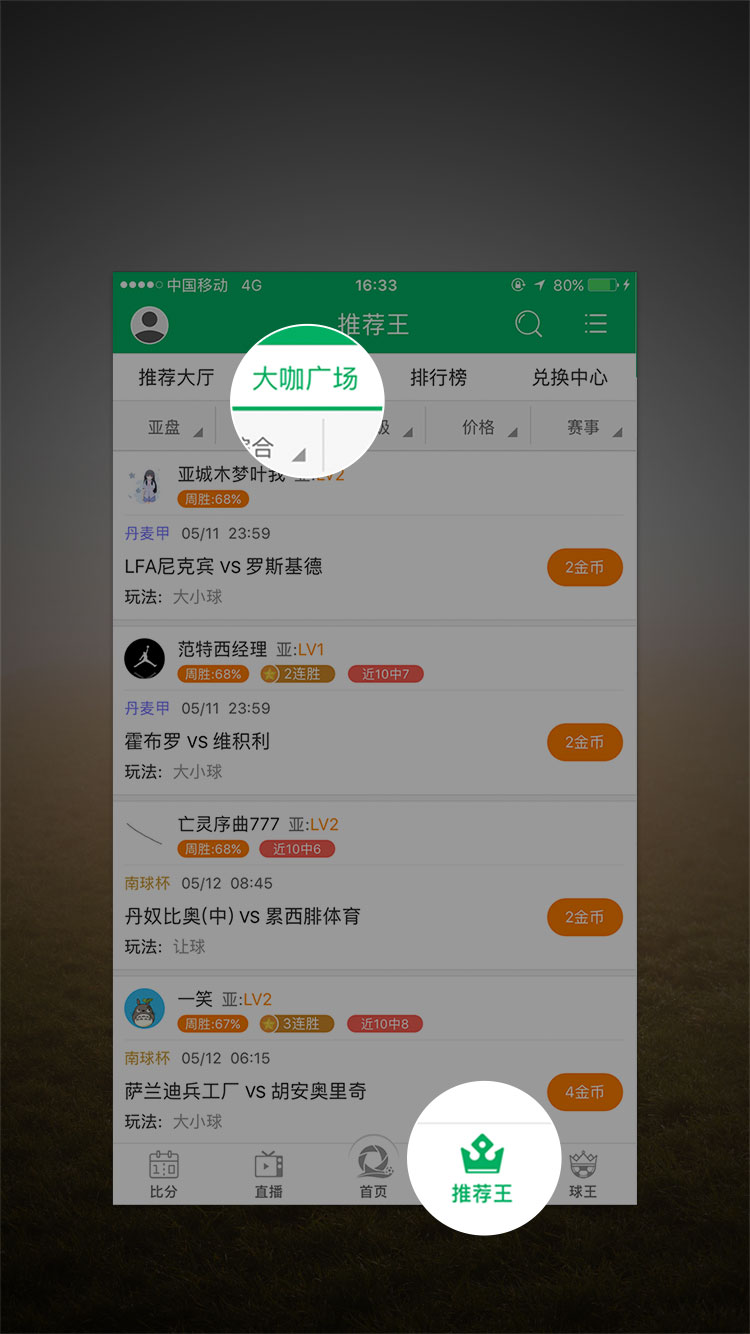 中国移动 4G 16:33 80%
推荐王
推荐大厅 大咖广场 排行榜 兑换中心
亚盘 综合 级 价格 赛事
亚城木梦叶我 亚:LV2
周胜:68%
丹麦甲 05/11 23:59
LFA尼克宾 vs 罗斯基德
2金币
玩法: 大小球
范特西经理 亚:LV1
周胜:68% 2连胜 近10中7
丹麦甲 05/11 23:59
霍布罗 vs 维积利
2金币
玩法: 大小球
亡灵序曲777 亚:LV2
周胜:68% 近10中6
南球杯 05/12 08:45
丹奴比奥(中) vs 累西腓体育
2金币
玩法: 让球
一笑 亚:LV2
周胜:67% 3连胜 近10中8
南球杯 05/12 06:15
萨兰迪兵工厂 vs 胡安奥里奇
4金币
玩法: 大小球
比分 直播 首页 推荐王 球王